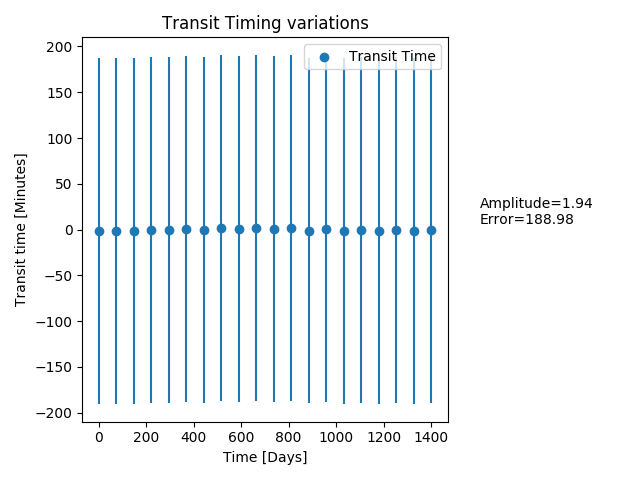 Transit Timing variations
Transit Time
200
150
100
50
0
−50
−100
−150
−200
Transit time [Minutes]
0
200
400
600
800
1000
1200
1400
Time [Days]
Amplitude=1.94
Error=188.98